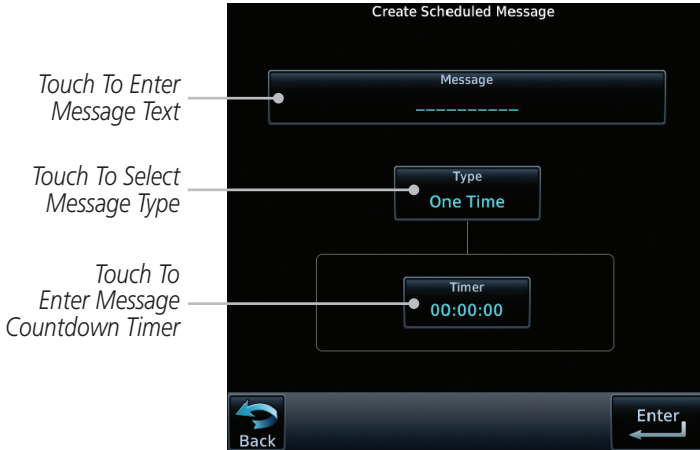 Create Scheduled Message
Touch To Enter
Message Text
Message
__________
Touch To Select
Message Type
Type
One Time
Touch To
Enter Message
Countdown Timer
Timer
00:00:00
Back
Enter